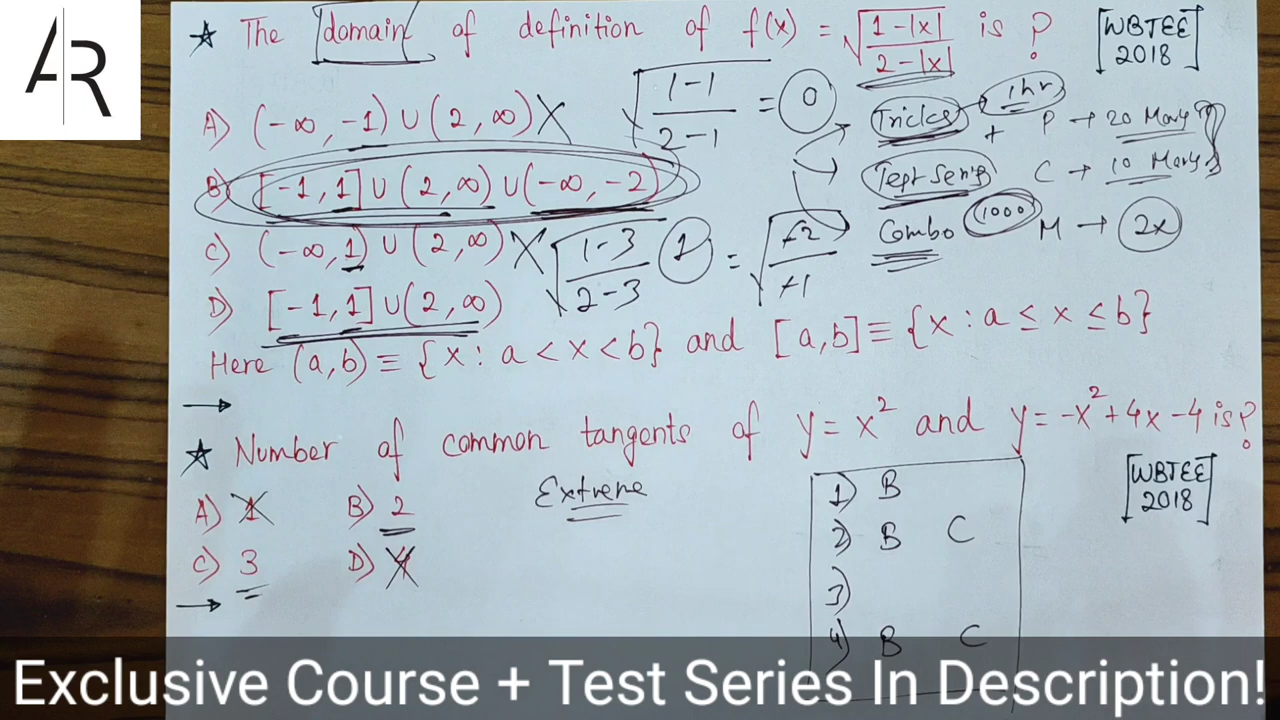 AR
★ The domain of definition of f(x) = √((1-|x|)/(2-|x|)) is ? [WBJEE 2018]
A) (-∞, -1) ∪ (2, ∞) X √((1-1)/(2-1)) = 0
Tricks 1hr
+ P → 20 Marks
B) [-1, 1] ∪ (2, ∞) ∪ (-∞, -2)
Test Series C → 10 Marks
C) (-∞, 1) ∪ (2, ∞) X √((1-3)/(2-3)) 1 = √((-2)/(-1))
Combo 1000 M → 2x
D) [-1, 1] ∪ (2, ∞)
Here (a, b) ≡ {x : a < x < b} and [a, b] ≡ {x : a ≤ x ≤ b}
→
★ Number of common tangents of y = x² and y = -x² + 4x - 4 is ?
[WBJEE 2018]
A) 1 B) 2 Extreme
C) 3 D) 4
→
1) B
2) B C
3)
4) B C
Exclusive Course + Test Series In Description!